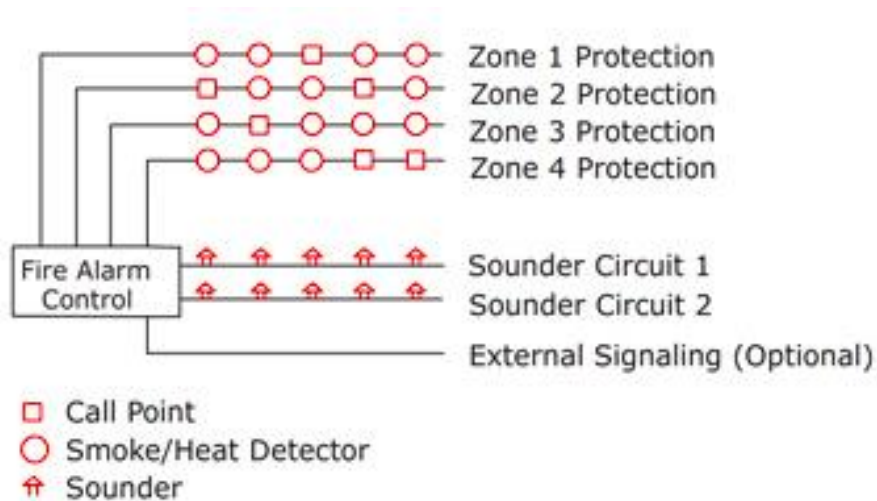 Zone 1 Protection
Zone 2 Protection
Zone 3 Protection
Zone 4 Protection
Fire Alarm
Control
Sounder Circuit 1
Sounder Circuit 2
External Signaling (Optional)
Call Point
Smoke/Heat Detector
Sounder